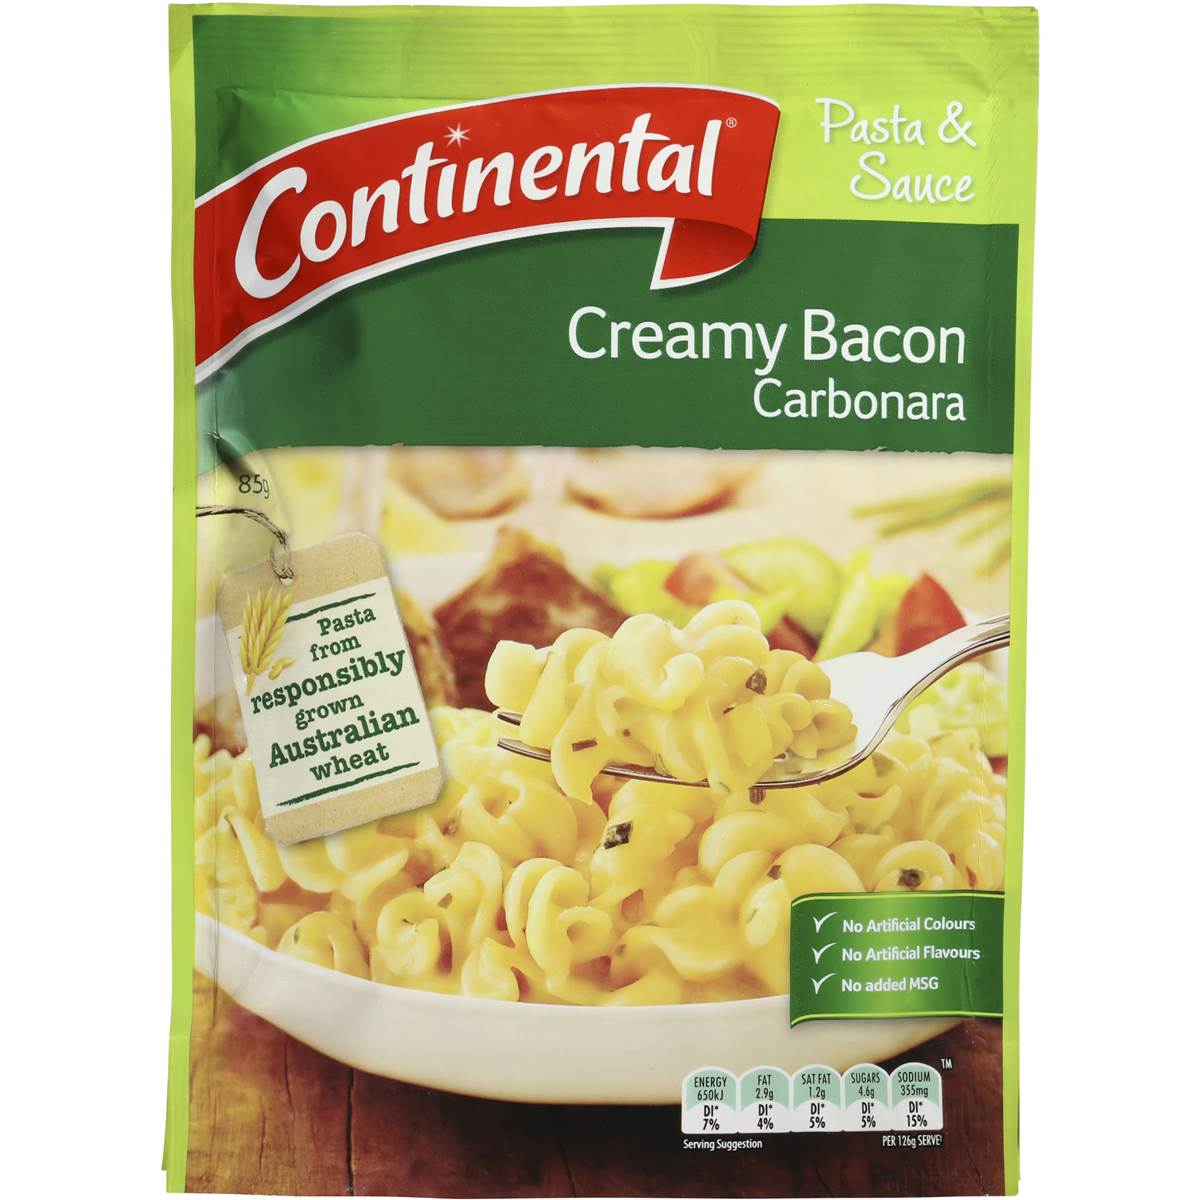 Continental®
Pasta &
Sauce
Creamy Bacon
Carbonara
85g
Pasta
from
responsibly
grown
Australian
wheat
No Artificial Colours
No Artificial Flavours
No added MSG
ENERGY 650kJ DI* 7%
FAT 2.9g DI* 4%
SAT FAT 1.2g DI* 5%
SUGARS 4.6g DI* 5%
SODIUM 355mg DI* 15%
TM
Serving Suggestion
PER 126g SERVE¹